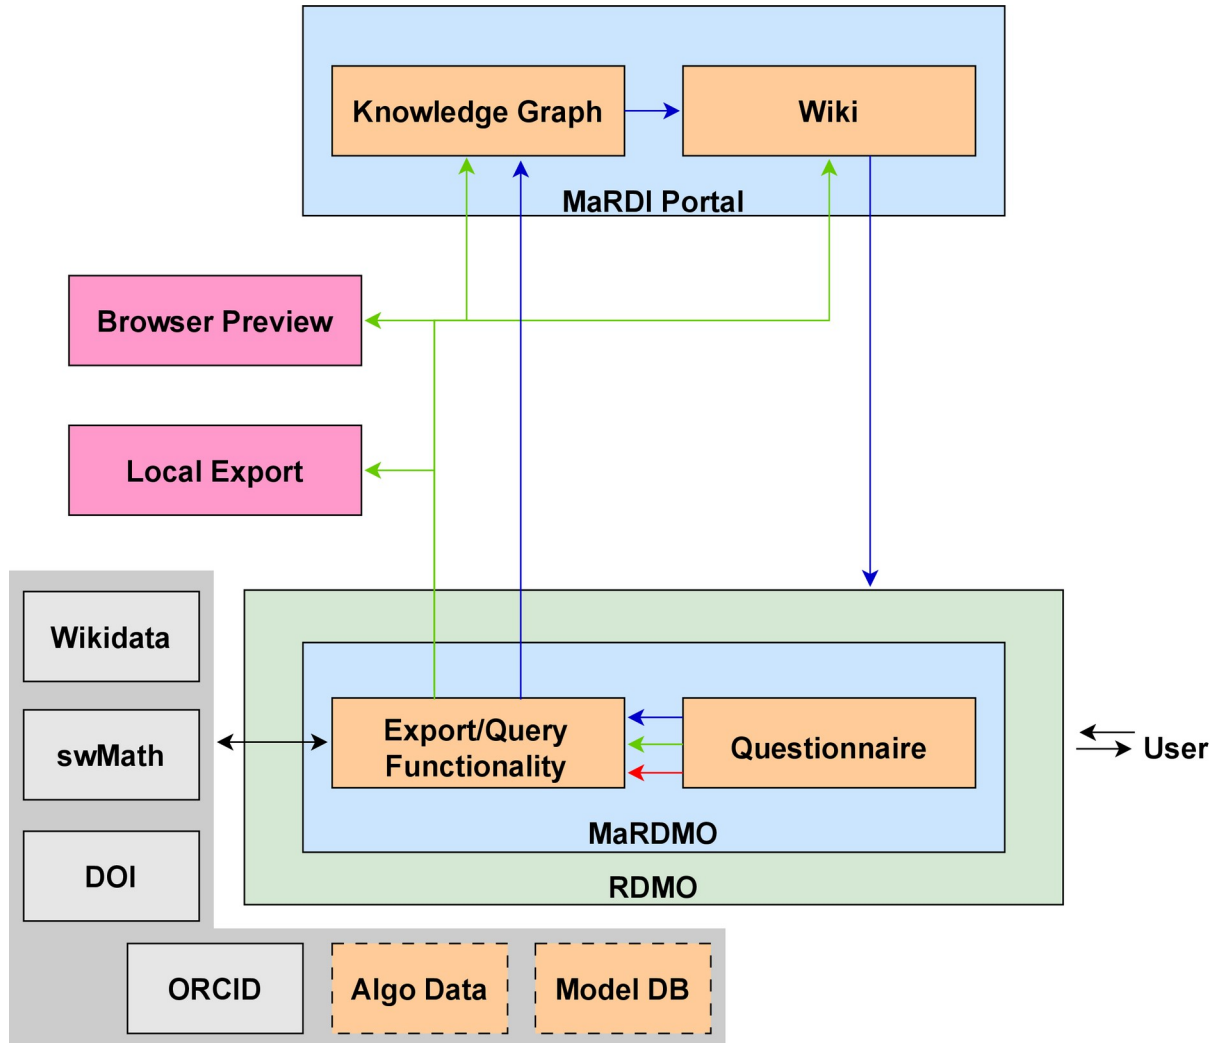 Knowledge Graph
Wiki
MaRDI Portal
Browser Preview
Local Export
Wikidata
swMath
DOI
ORCID
Algo Data
Model DB
Export/Query
Functionality
Questionnaire
MaRDMO
RDMO
User